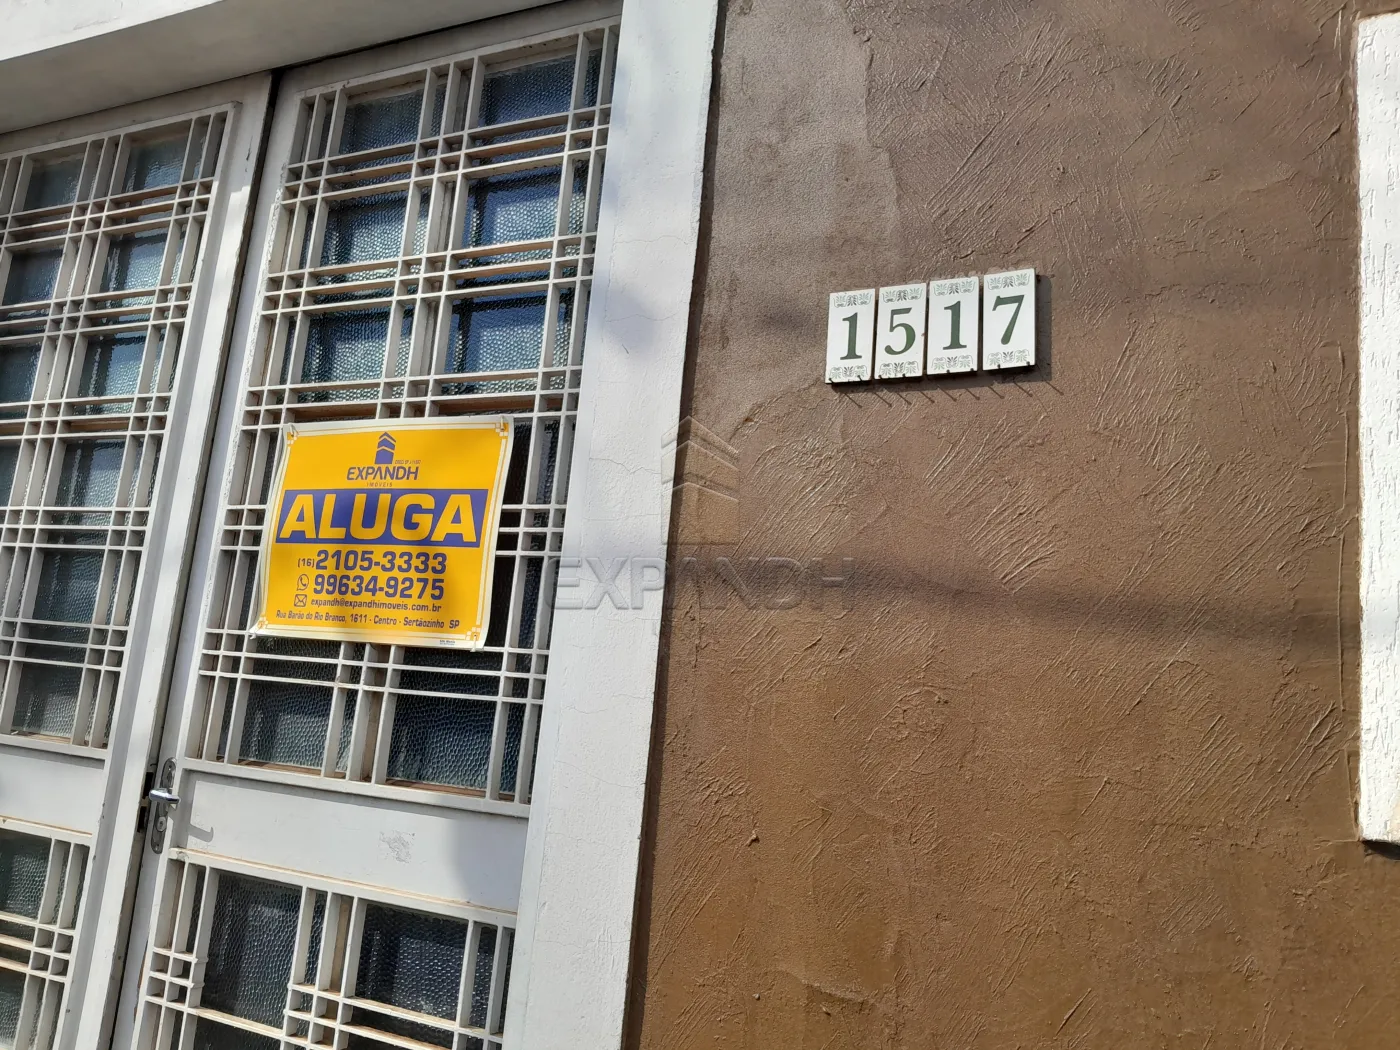 EXPANDH
IMÓVEIS
ALUGA
(16) 2105-3333
99634-9275
expandh@expandhimoveis.com.br
Rua Barão do Rio Branco, 1611 - Centro - Sertãozinho SP
1517
EXPANDH